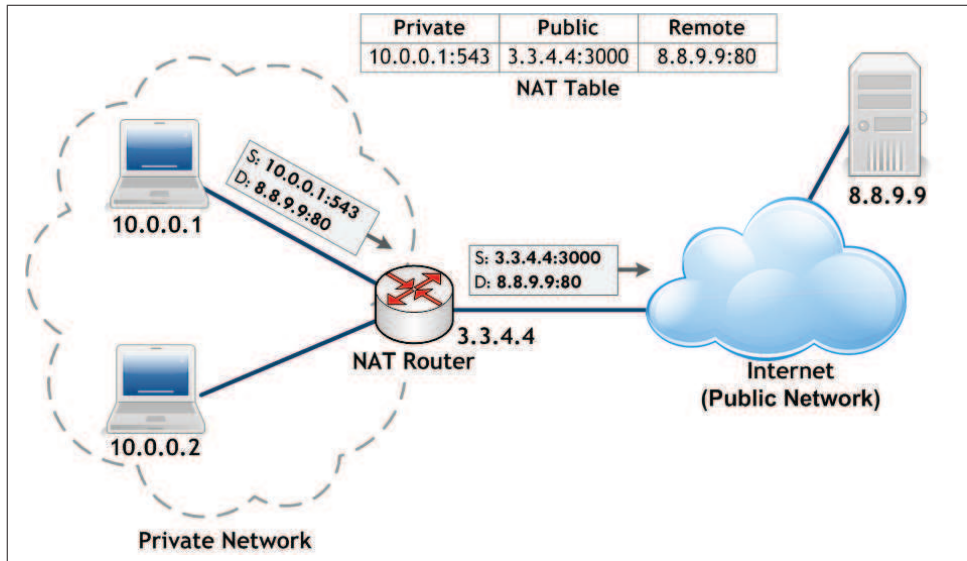 Private Public Remote
10.0.0.1:543 3.3.4.4:3000 8.8.9.9:80
NAT Table
S: 10.0.0.1:543
D: 8.8.9.9:80
10.0.0.1
8.8.9.9
S: 3.3.4.4:3000
D: 8.8.9.9:80
3.3.4.4
NAT Router
Internet
(Public Network)
10.0.0.2
Private Network